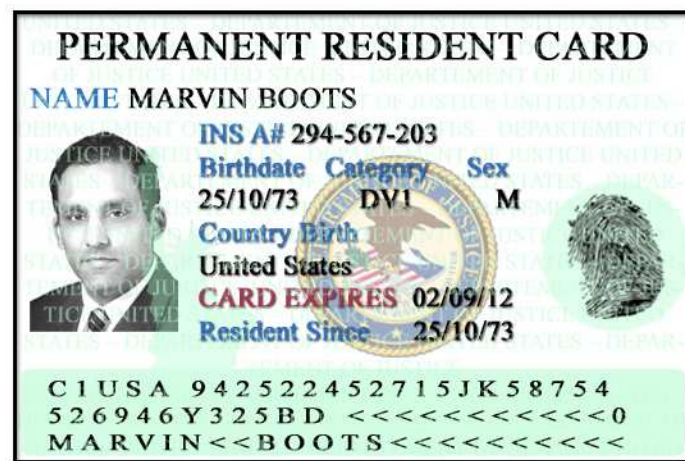 PERMANENT RESIDENT CARD
NAME MARVIN BOOTS
INS A# 294-567-203
Birthdate Category Sex
25/10/73 DV1 M
Country Birth
United States
CARD EXPIRES 02/09/12
Resident Since 25/10/73
C1USA 942522452715JK58754
526946Y325BD <<<<<<<<<<<0
MARVIN<<BOOTS<<<<<<<<<<<